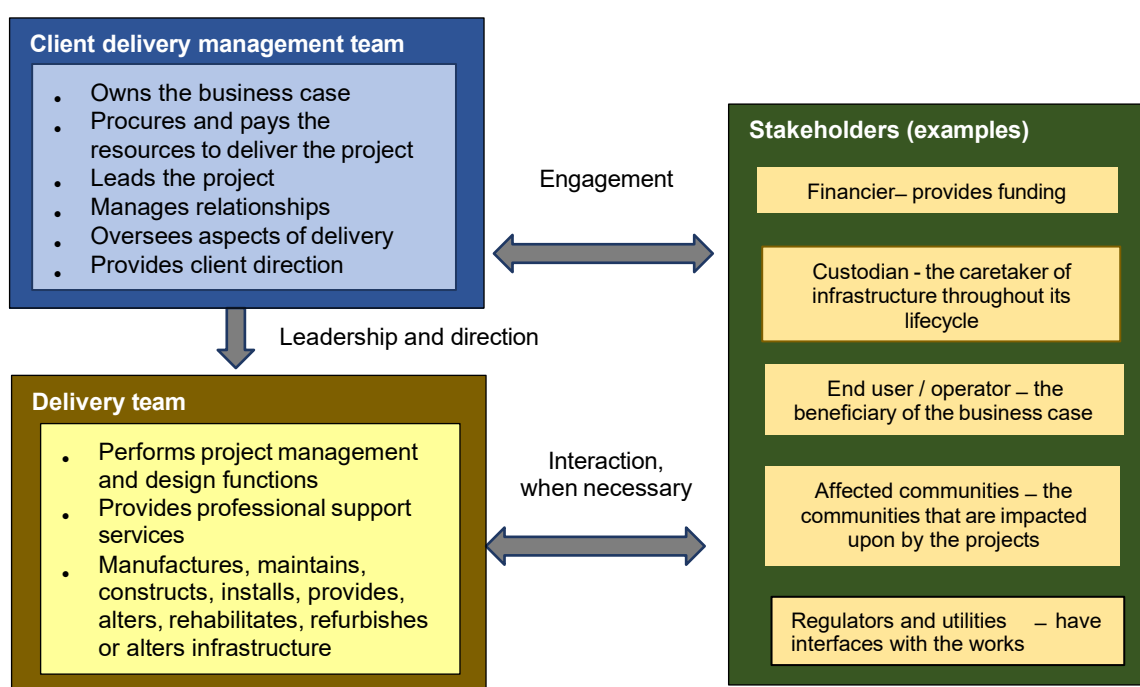 Client delivery management team
• Owns the business case
• Procures and pays the
resources to deliver the project
• Leads the project
• Manages relationships
• Oversees aspects of delivery
• Provides client direction
Engagement
Leadership and direction
Delivery team
• Performs project management
and design functions
• Provides professional support
services
• Manufactures, maintains,
constructs, installs, provides,
alters, rehabilitates, refurbishes
or alters infrastructure
Interaction,
when necessary
Stakeholders (examples)
Financier– provides funding
Custodian - the caretaker of
infrastructure throughout its
lifecycle
End user / operator – the
beneficiary of the business case
Affected communities – the
communities that are impacted
upon by the projects
Regulators and utilities – have
interfaces with the works